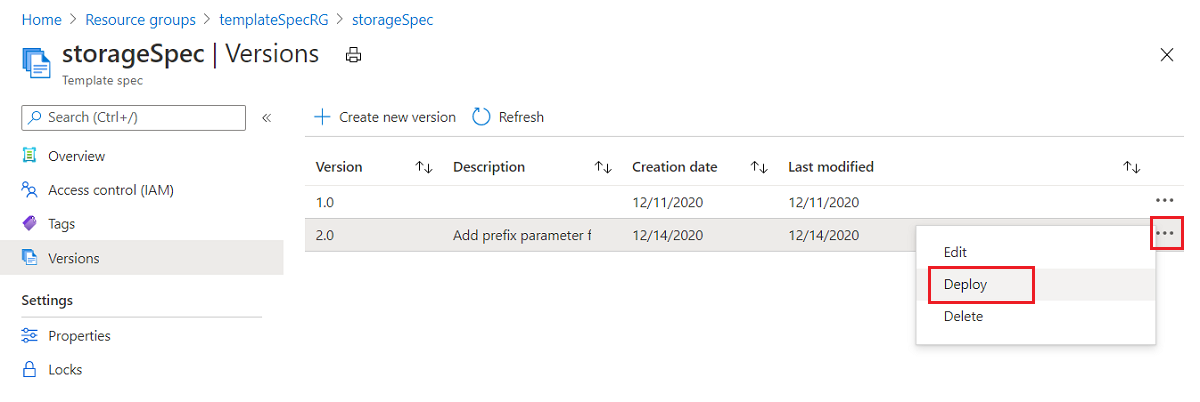 Home > Resource groups > templateSpecRG > storageSpec
storageSpec | Versions
Template spec
Search (Ctrl+/)
«
Create new version
Refresh
Overview
Access control (IAM)
Tags
Versions
Settings
Properties
Locks
Version Description Creation date Last modified
1.0 12/11/2020 12/11/2020
2.0 Add prefix parameter f 12/14/2020 12/14/2020
Edit
Deploy
Delete